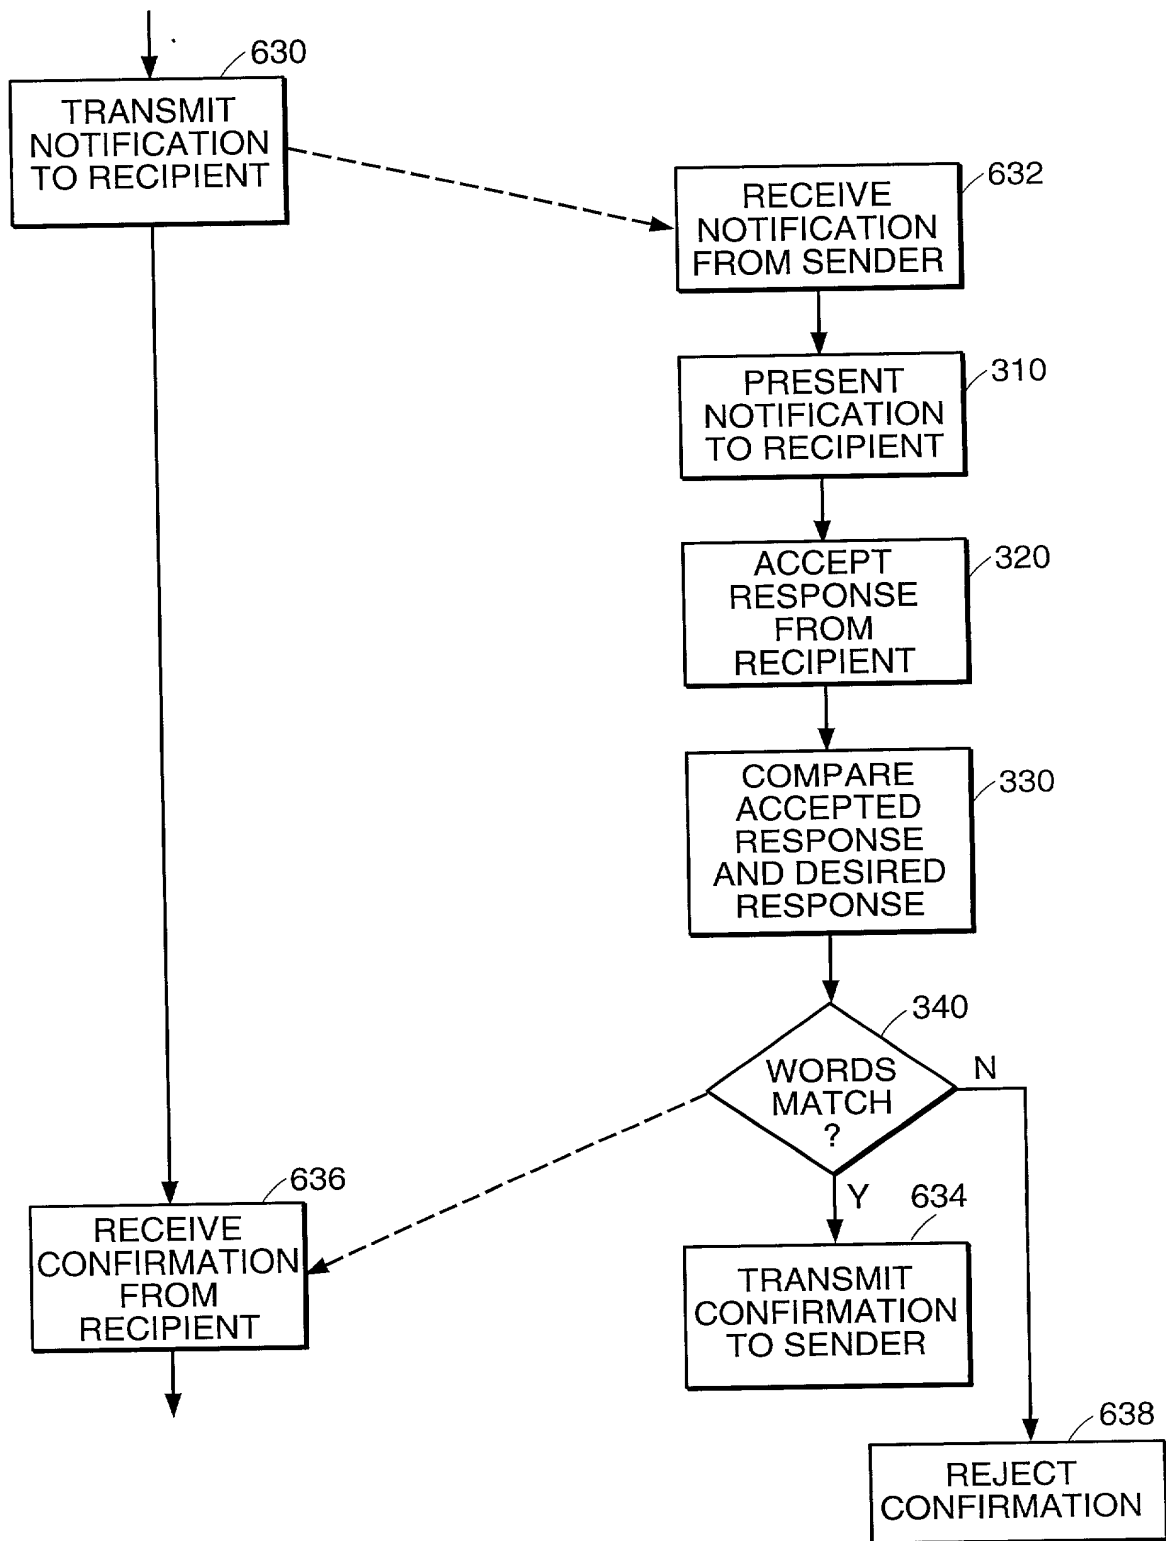 630
TRANSMIT
NOTIFICATION
TO RECIPIENT
632
RECEIVE
NOTIFICATION
FROM SENDER
310
PRESENT
NOTIFICATION
TO RECIPIENT
320
ACCEPT
RESPONSE
FROM
RECIPIENT
330
COMPARE
ACCEPTED
RESPONSE
AND DESIRED
RESPONSE
340
WORDS
MATCH
?
N
Y
636
RECEIVE
CONFIRMATION
FROM
RECIPIENT
634
TRANSMIT
CONFIRMATION
TO SENDER
638
REJECT
CONFIRMATION